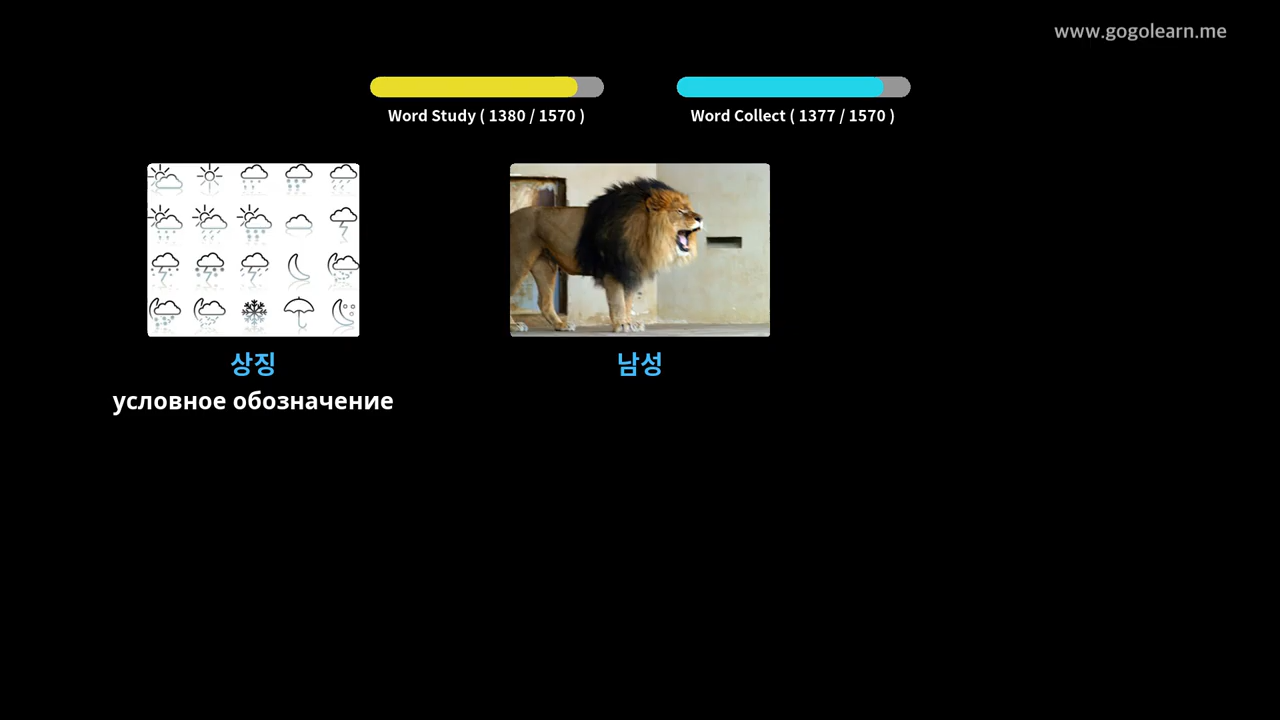 www.gogolearn.me
Word Study ( 1380 / 1570 )
Word Collect ( 1377 / 1570 )
상징
남성
условное обозначение